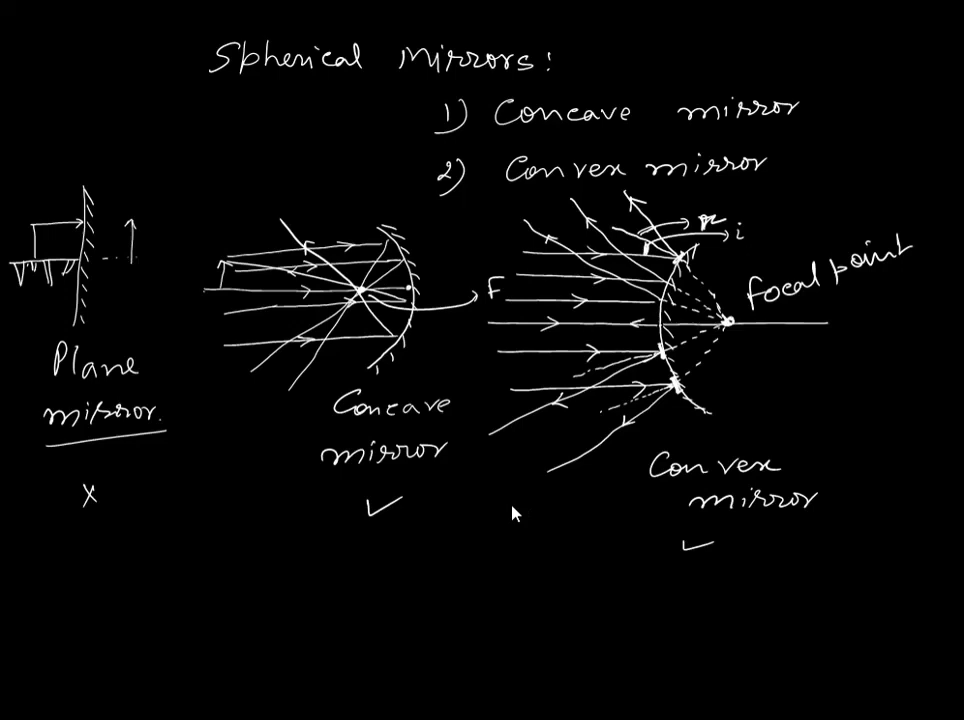 Spherical Mirrors:
1) Concave mirror
2) Convex mirror
r
i
F
focal point
Plane
mirror.
Concave
mirror
Convex
mirror